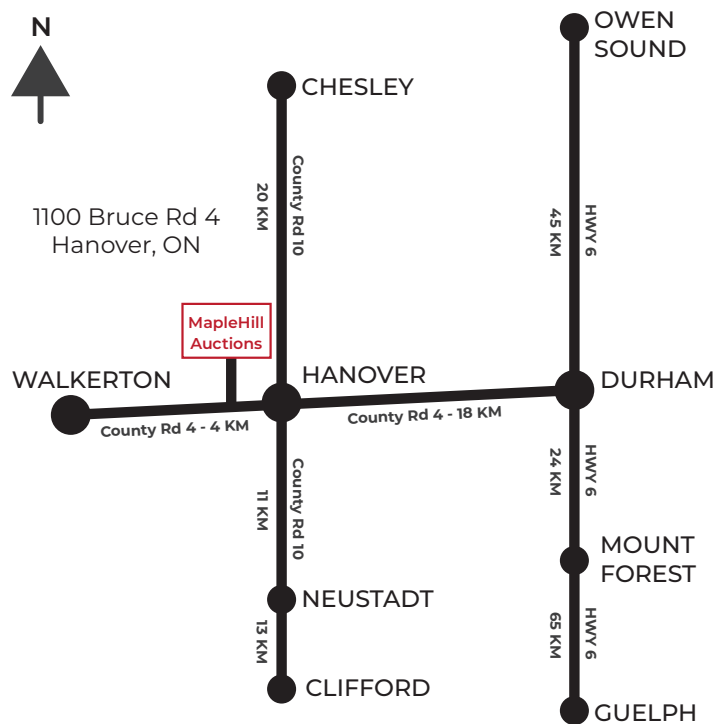 N
OWEN
SOUND
CHESLEY
County Rd 10
20 KM
1100 Bruce Rd 4
Hanover, ON
HWY 6
45 KM
MapleHill
Auctions
WALKERTON
HANOVER
DURHAM
County Rd 4 - 4 KM
County Rd 4 - 18 KM
County Rd 10
11 KM
HWY 6
24 KM
MOUNT
FOREST
NEUSTADT
13 KM
HWY 6
65 KM
CLIFFORD
GUELPH